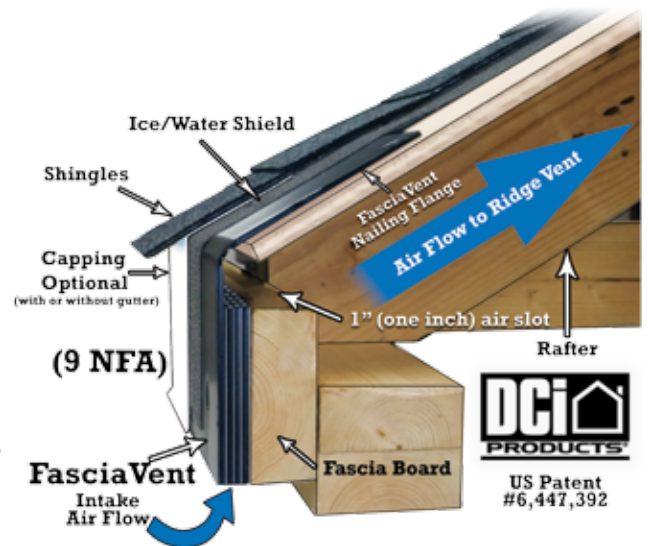 Ice/Water Shield
Shingles
FasciaVent
Nailing Flange
Air Flow to Ridge Vent
Capping
Optional
(with or without gutter)
1" (one inch) air slot
Rafter
(9 NFA)
DCi
PRODUCTS®
FasciaVent
Intake
Air Flow
Fascia Board
US Patent
#6,447,392